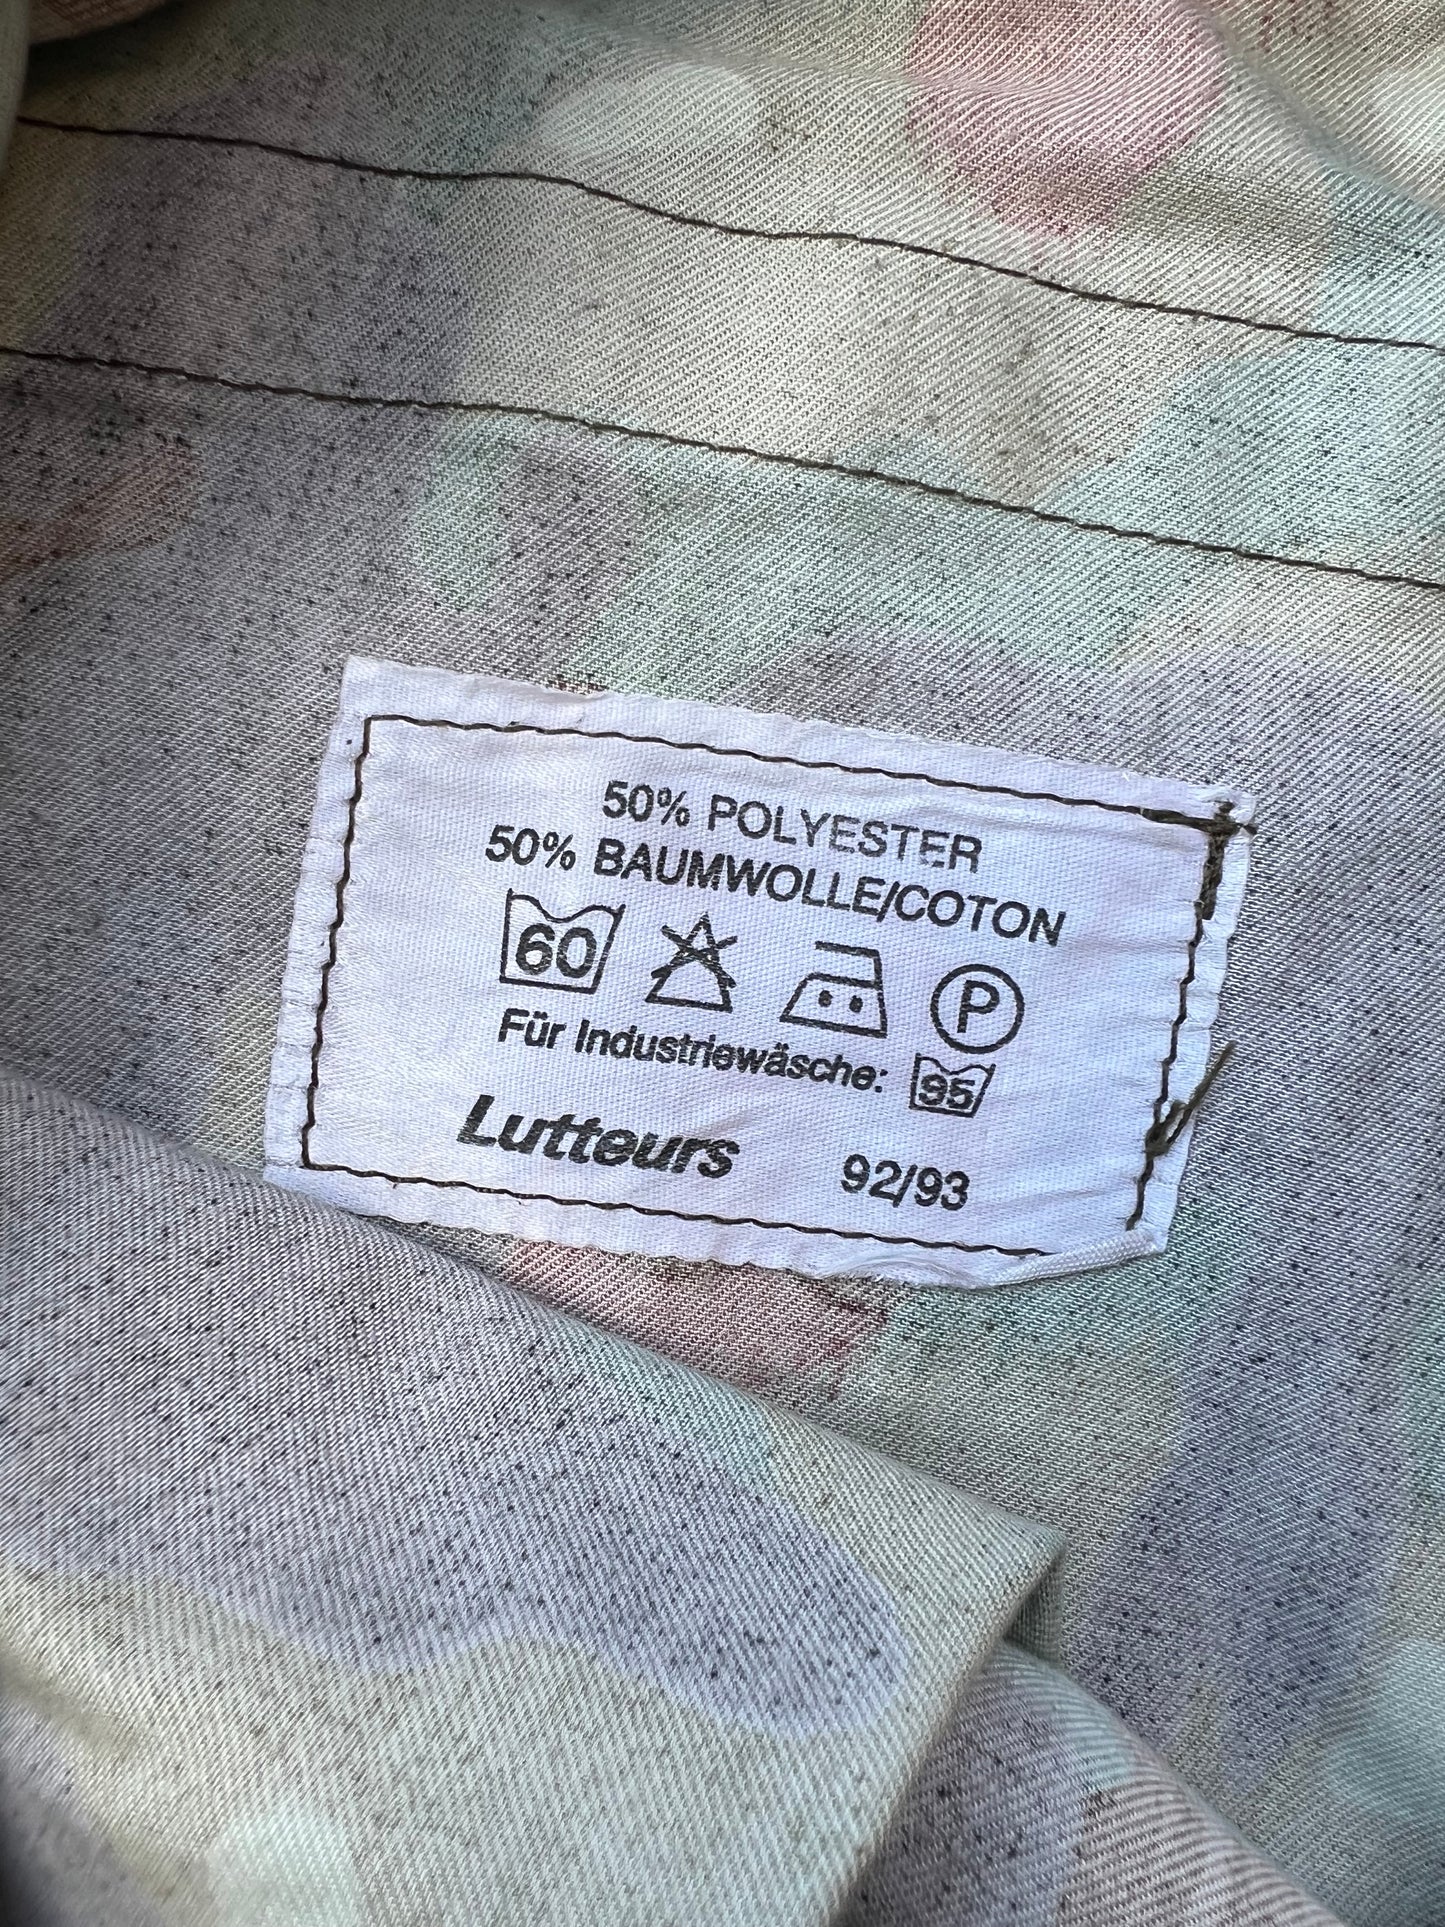 50% POLYESTER
50% BAUMWOLLE/COTON
60 P
Für Industriewäsche: 95
Lutteurs 92/93